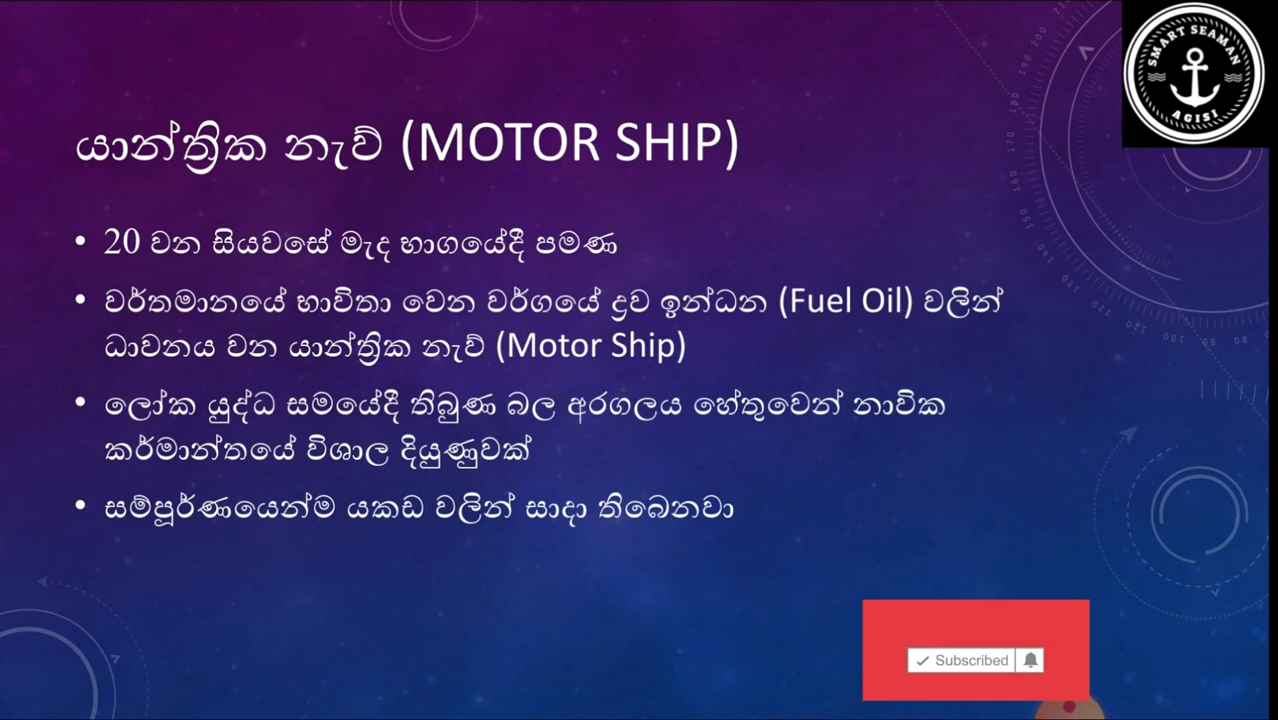 SMART SEAMAN
AGISI
යාන්ත්‍රික නැව් (MOTOR SHIP)
• 20 වන සියවසේ මැද භාගයේදී පමණ
• වර්තමානයේ භාවිතා වෙන වර්ගයේ ද්‍රව ඉන්ධන (Fuel Oil) වලින්
ධාවනය වන යාන්ත්‍රික නැව් (Motor Ship)
• ලෝක යුද්ධ සමයේදී තිබුණ බල අරගලය හේතුවෙන් නාවික
කර්මාන්තයේ විශාල දියුණුවක්
• සම්පූර්ණයෙන්ම යකඩ වලින් සාදා තිබෙනවා
Subscribed